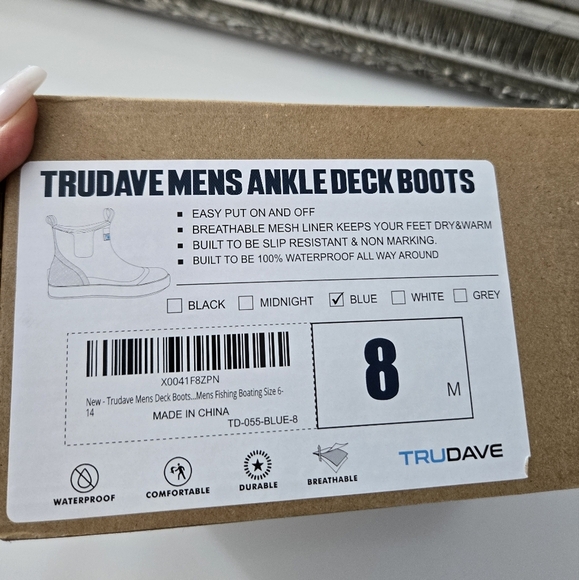 TRUDAVE MENS ANKLE DECK BOOTS
EASY PUT ON AND OFF
BREATHABLE MESH LINER KEEPS YOUR FEET DRY&WARM
BUILT TO BE SLIP RESISTANT & NON MARKING.
BUILT TO BE 100% WATERPROOF ALL WAY AROUND
BLACK MIDNIGHT BLUE WHITE GREY
X0041F8ZPN
New - Trudave Mens Deck Boots...Mens Fishing Boating Size 6-
14
MADE IN CHINA
TD-055-BLUE-8
8
M
WATERPROOF
COMFORTABLE
DURABLE
BREATHABLE
TRUDAVE